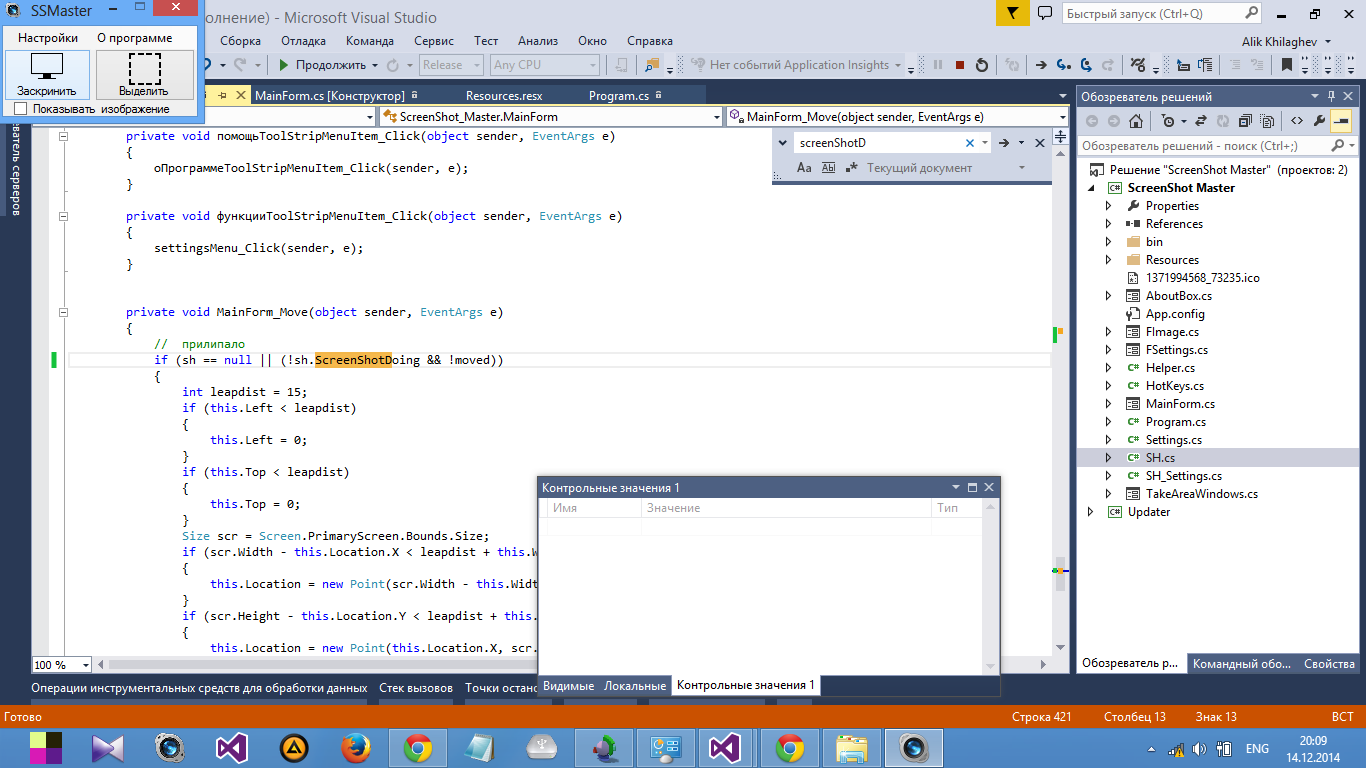 SSMaster
Настройки О программе
Заскринить Выделить
Показывать изображение
олнение) - Microsoft Visual Studio
Быстрый запуск (Ctrl+Q)
Сборка Отладка Команда Сервис Тест Анализ Окно Справка
Alik Khilaghev
Продолжить Release Any CPU Нет событий Application Insights
MainForm.cs [Конструктор] Resources.resx Program.cs
ScreenShot_Master.MainForm MainForm_Move(object sender, EventArgs e)
screenShotD
Aa Ab Текущий документ
private void помощьToolStripMenuItem_Click(object sender, EventArgs e)
{
оПрограммеToolStripMenuItem_Click(sender, e);
}
private void функцииToolStripMenuItem_Click(object sender, EventArgs e)
{
settingsMenu_Click(sender, e);
}
private void MainForm_Move(object sender, EventArgs e)
{
// прилипало
if (sh == null || (!sh.ScreenShotDoing && !moved))
{
int leapdist = 15;
if (this.Left < leapdist)
{
this.Left = 0;
}
if (this.Top < leapdist)
{
this.Top = 0;
}
Size scr = Screen.PrimaryScreen.Bounds.Size;
if (scr.Width - this.Location.X < leapdist + this.W
{
this.Location = new Point(scr.Width - this.Widt
}
if (scr.Height - this.Location.Y < leapdist + this.
{
this.Location = new Point(this.Location.X, scr.
100 %
Контрольные значения 1
Имя Значение Тип
Видимые Локальные Контрольные значения 1
Обозреватель решений
Обозреватель решений - поиск (Ctrl+;)
Решение "ScreenShot Master" (проектов: 2)
C# ScreenShot Master
Properties
References
bin
Resources
1371994568_73235.ico
AboutBox.cs
App.config
FImage.cs
FSettings.cs
C# Helper.cs
C# HotKeys.cs
MainForm.cs
C# Program.cs
C# Settings.cs
C# SH.cs
C# SH_Settings.cs
TakeAreaWindows.cs
C# Updater
Обозреватель р... Командный обо... Свойства
ватель серверов
Операции инструментальных средств для обработки данных Стек вызовов Точки остано
Готово Строка 421 Столбец 13 Знак 13 ВСТ
ENG
20:09
14.12.2014